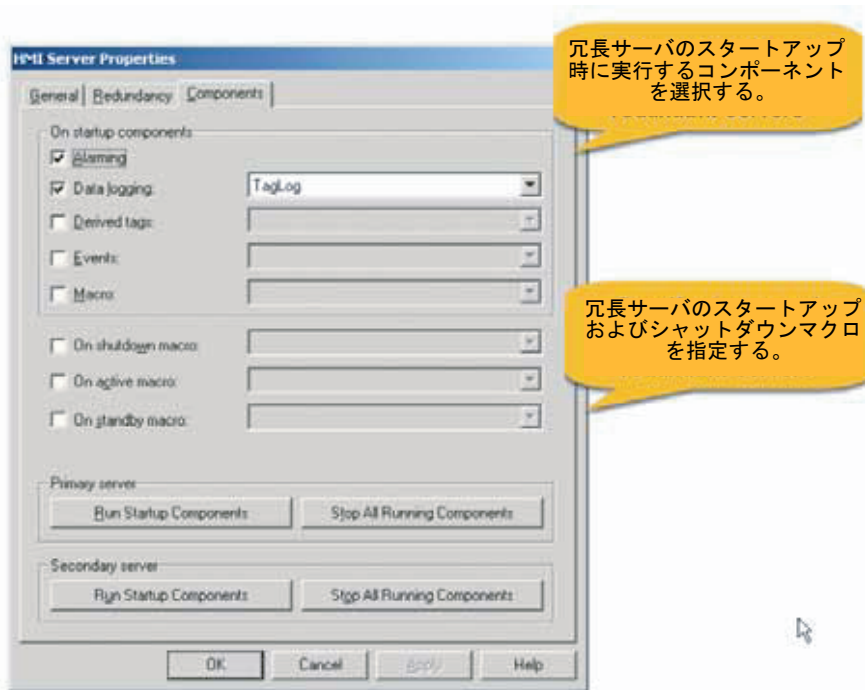 HMI Server Properties
General
Redundancy
Components
On startup components
Alarming
Data logging:
TagLog
Derived tags:
Events:
Macro:
On shutdown macro:
On active macro:
On standby macro:
Primary server
Run Startup Components
Stop All Running Components
Secondary server
Run Startup Components
Stop All Running Components
OK
Cancel
Apply
Help
冗長サーバのスタートアップ
時に実行するコンポーネント
を選択する。
冗長サーバのスタートアップ
およびシャットダウンマクロ
を指定する。